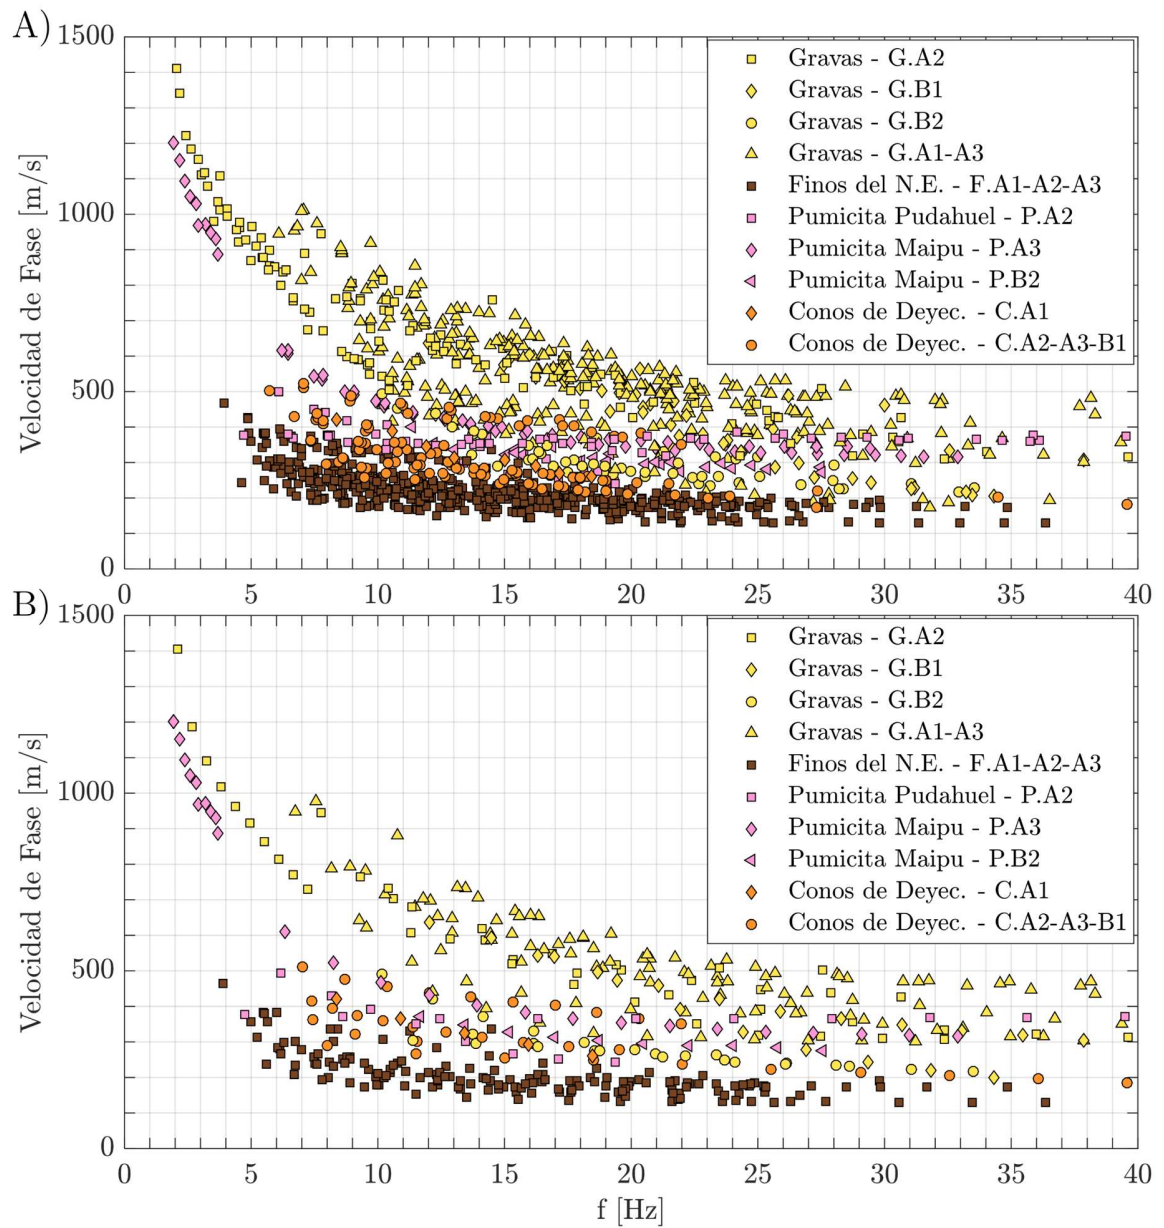 A)
1500
1000
500
0
Velocidad de Fase [m/s]
Gravas - G.A2
Gravas - G.B1
Gravas - G.B2
Gravas - G.A1-A3
Finos del N.E. - F.A1-A2-A3
Pumicita Pudahuel - P.A2
Pumicita Maipu - P.A3
Pumicita Maipu - P.B2
Conos de Deyec. - C.A1
Conos de Deyec. - C.A2-A3-B1
0 5 10 15 20 25 30 35 40
B)
1500
1000
500
0
Velocidad de Fase [m/s]
Gravas - G.A2
Gravas - G.B1
Gravas - G.B2
Gravas - G.A1-A3
Finos del N.E. - F.A1-A2-A3
Pumicita Pudahuel - P.A2
Pumicita Maipu - P.A3
Pumicita Maipu - P.B2
Conos de Deyec. - C.A1
Conos de Deyec. - C.A2-A3-B1
0 5 10 15 20 25 30 35 40
f [Hz]